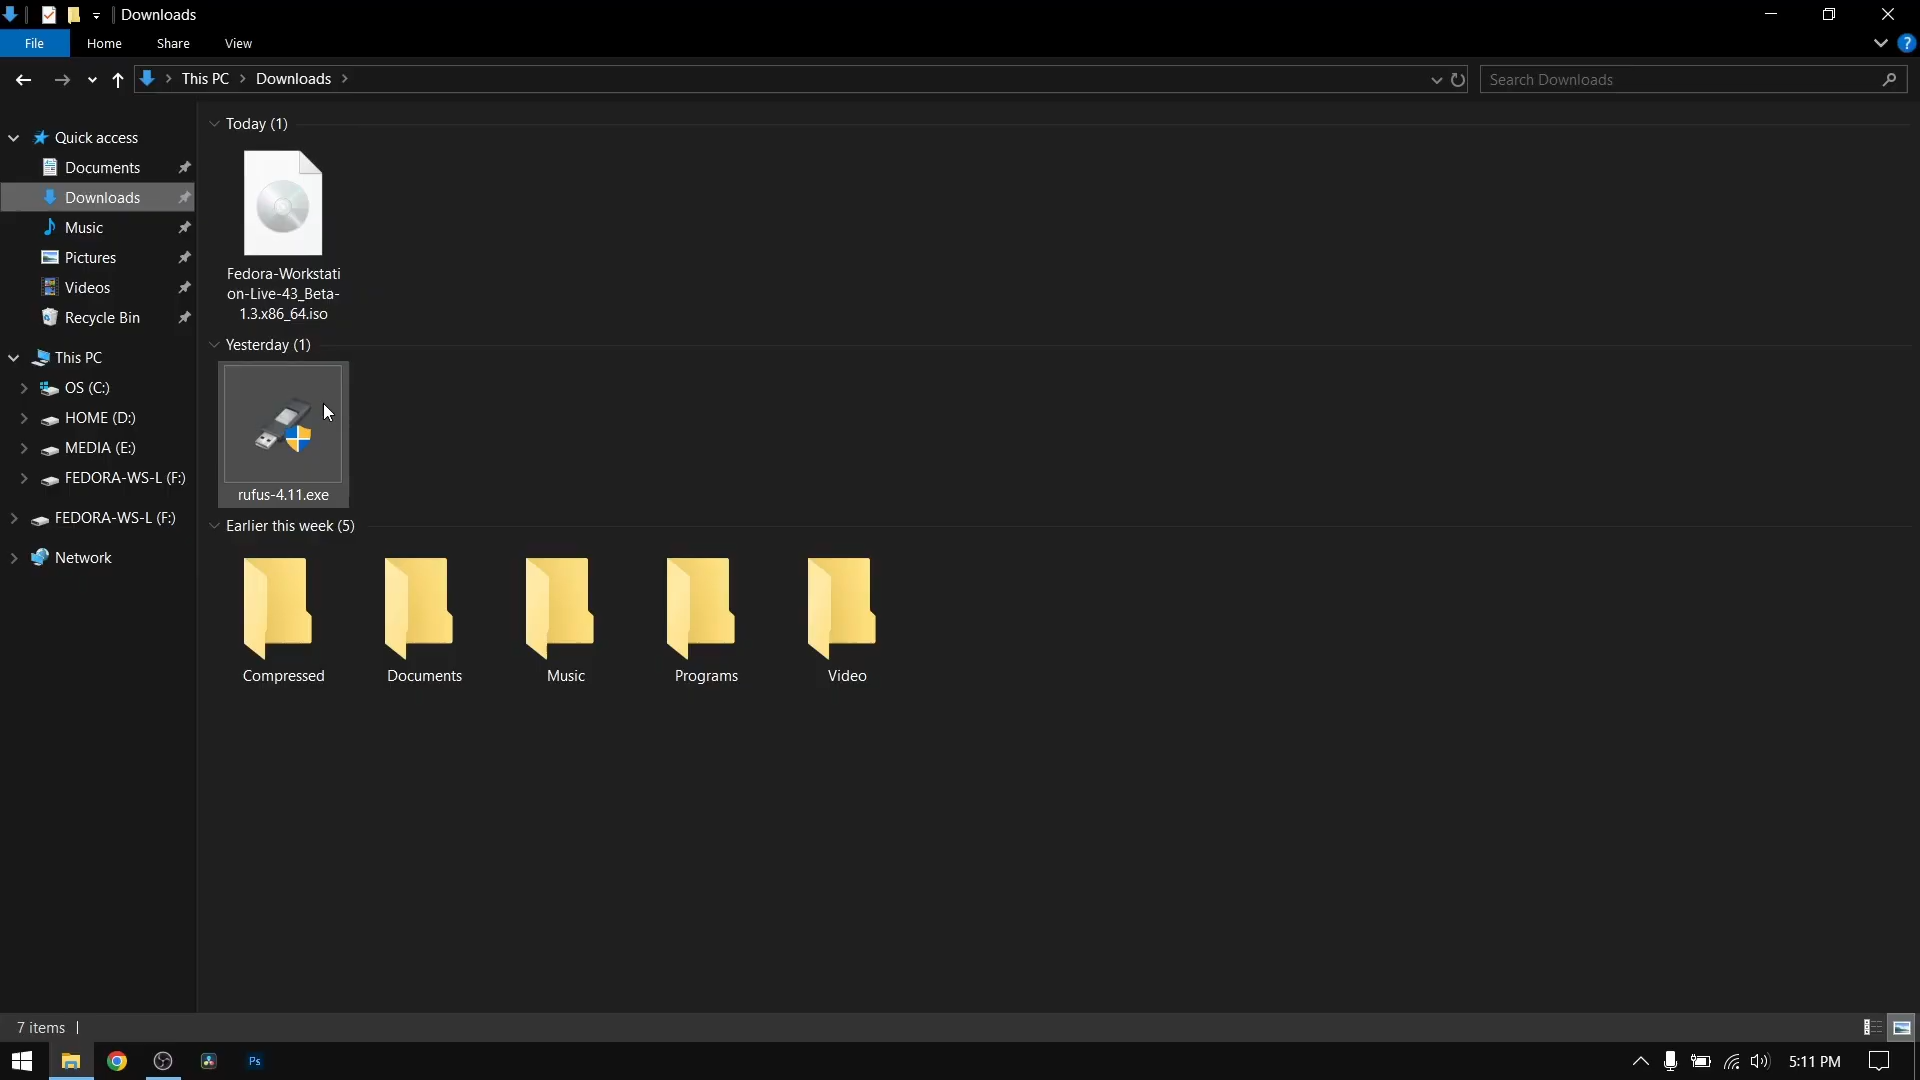 Downloads
File Home Share View
This PC Downloads Search Downloads
Quick access
Documents
Downloads
Music
Pictures
Videos
Recycle Bin
This PC
OS (C:)
HOME (D:)
MEDIA (E:)
FEDORA-WS-L (F:)
FEDORA-WS-L (F:)
Network
Today (1)
Fedora-Workstati
on-Live-43_Beta-
1.3.x86_64.iso
Yesterday (1)
rufus-4.11.exe
Earlier this week (5)
Compressed Documents Music Programs Video
7 items
Ps 5:11 PM